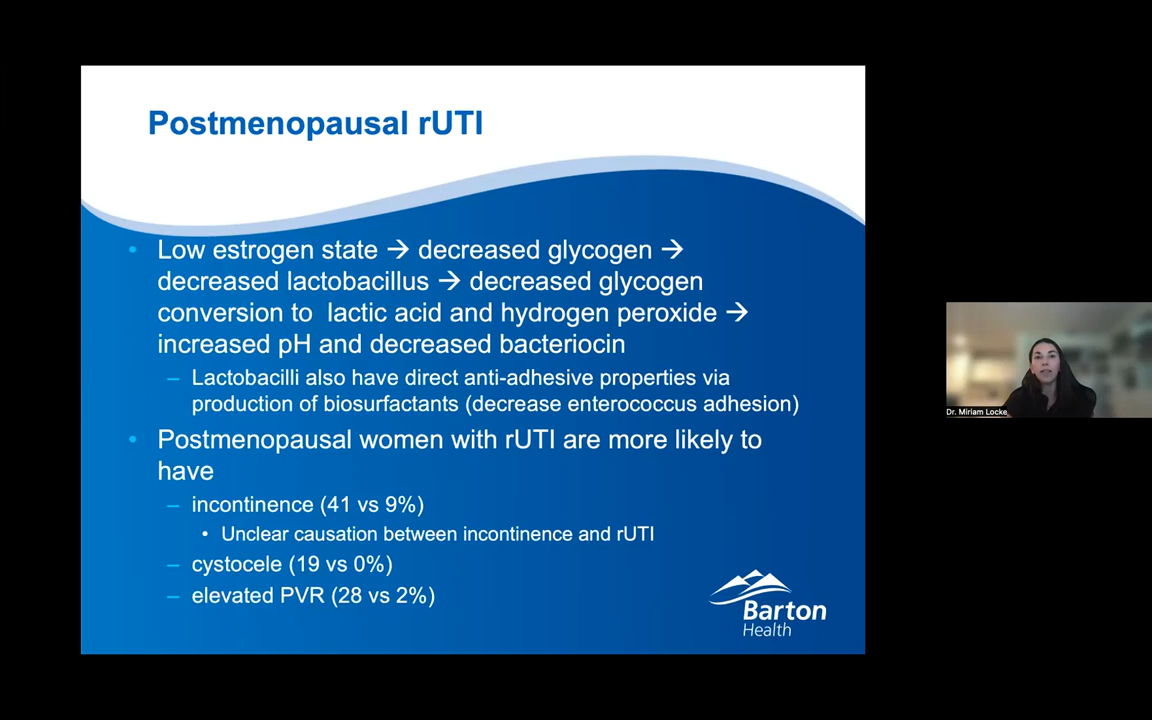 Postmenopausal rUTI
• Low estrogen state → decreased glycogen →
decreased lactobacillus → decreased glycogen
conversion to lactic acid and hydrogen peroxide →
increased pH and decreased bacteriocin
– Lactobacilli also have direct anti-adhesive properties via
production of biosurfactants (decrease enterococcus adhesion)
• Postmenopausal women with rUTI are more likely to
have
– incontinence (41 vs 9%)
• Unclear causation between incontinence and rUTI
– cystocele (19 vs 0%)
– elevated PVR (28 vs 2%)
Barton
Health
Dr. Miriam Locke